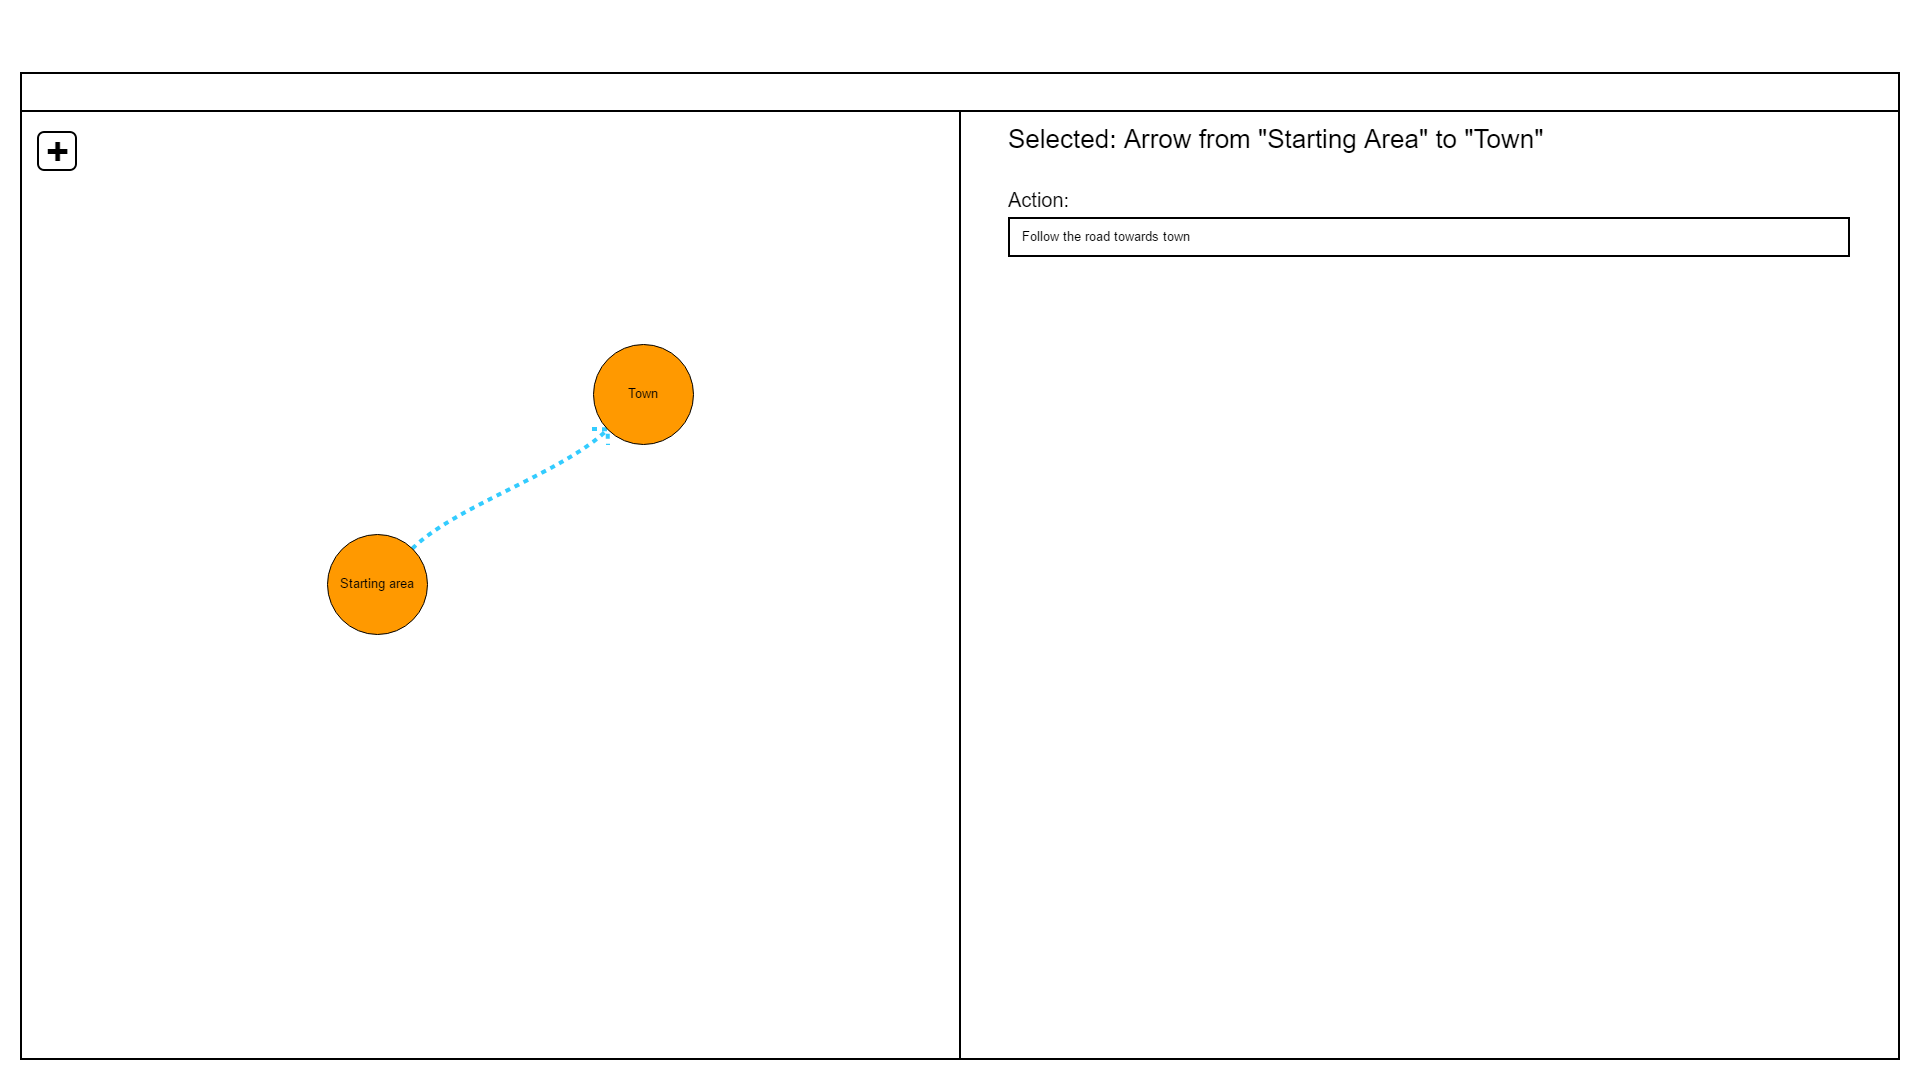 Selected: Arrow from "Starting Area" to "Town"
Action:
Follow the road towards town
Town
Starting area